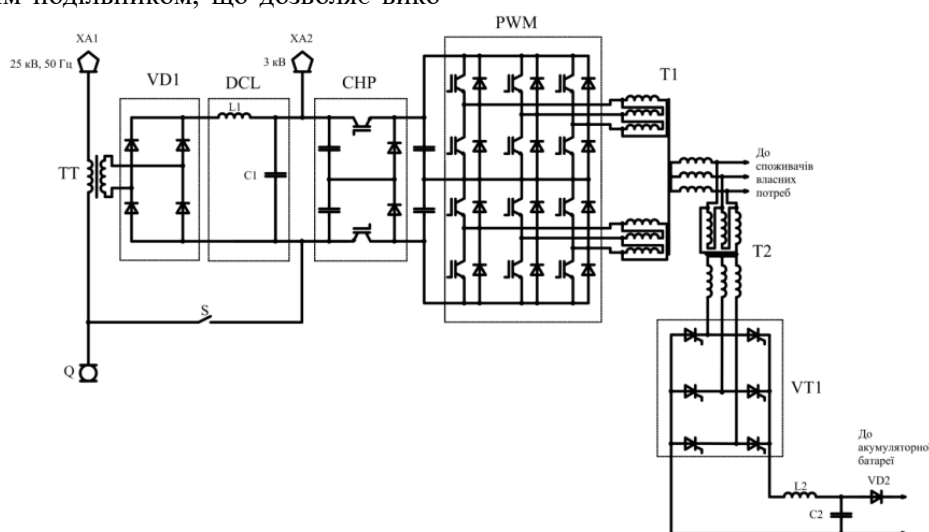 им подільником, що дозволяє вико-
PWM
XA1
XA2
25 кВ, 50 Гц
3 кВ
VD1
DCL
CHP
T1
L1
TT
C1
До
споживачів
власних
потреб
T2
S
Q
VT1
До
акумуляторної
батареї
L2
VD2
C2